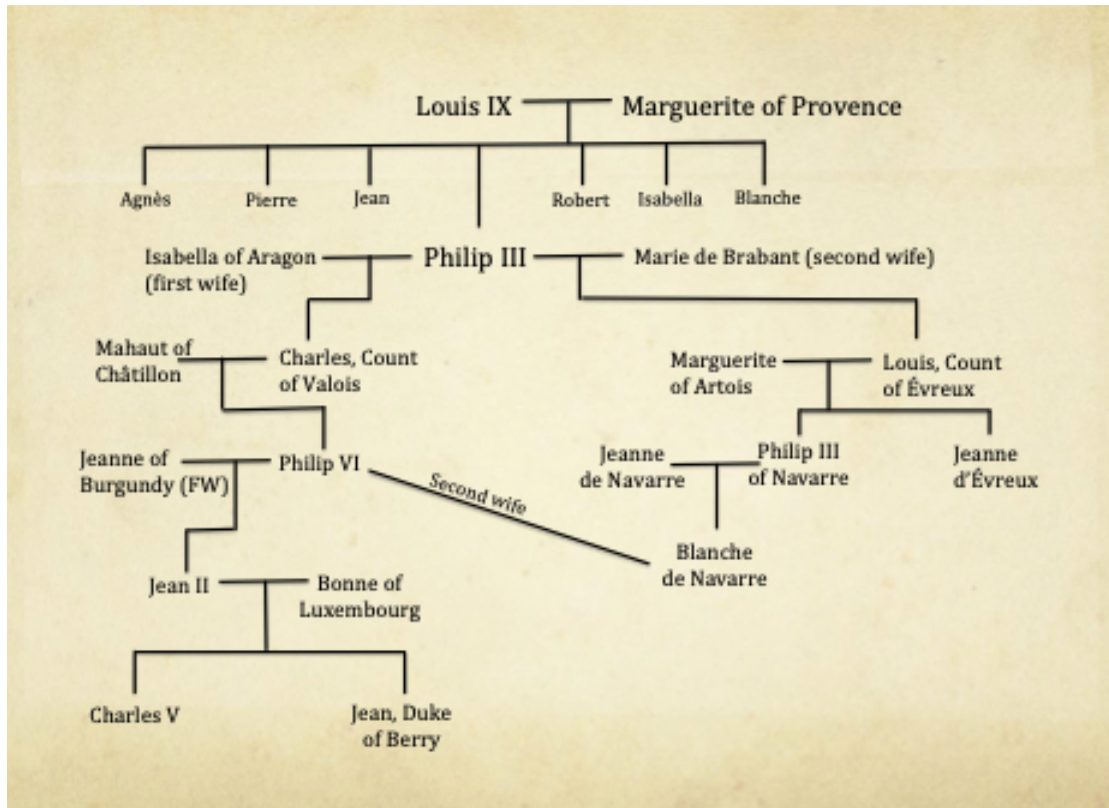 Louis IX
Marguerite of Provence
Agnès
Pierre
Jean
Robert
Isabella
Blanche
Isabella of Aragon
(first wife)
Philip III
Marie de Brabant (second wife)
Mahaut of
Châtillon
Charles, Count
of Valois
Marguerite
of Artois
Louis, Count
of Évreux
Jeanne of
Burgundy (FW)
Philip VI
Second wife
Jeanne
de Navarre
Philip III
of Navarre
Jeanne
d'Évreux
Blanche
de Navarre
Jean II
Bonne of
Luxembourg
Charles V
Jean, Duke
of Berry